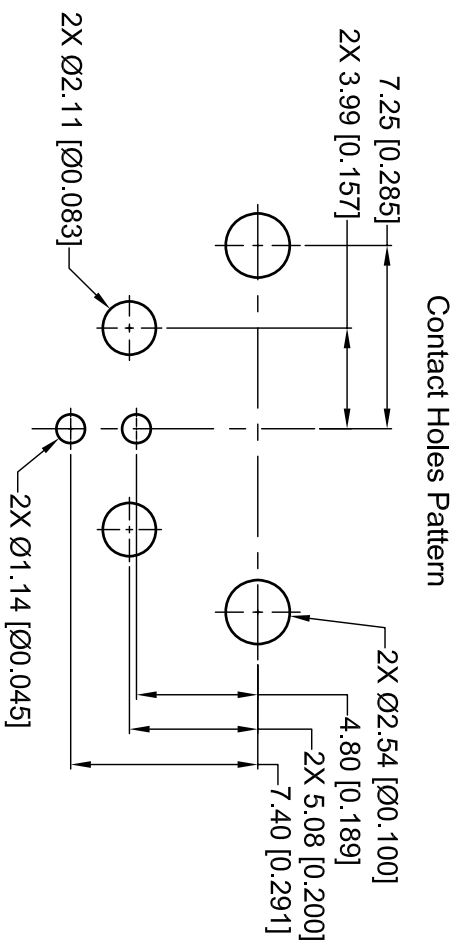 Contact Holes Pattern
7.25 [0.285]
2X 3.99 [0.157]
2X Ø2.11 [Ø0.083]
2X Ø2.54 [Ø0.100]
4.80 [0.189]
2X 5.08 [0.200]
7.40 [0.291]
2X Ø1.14 [Ø0.045]